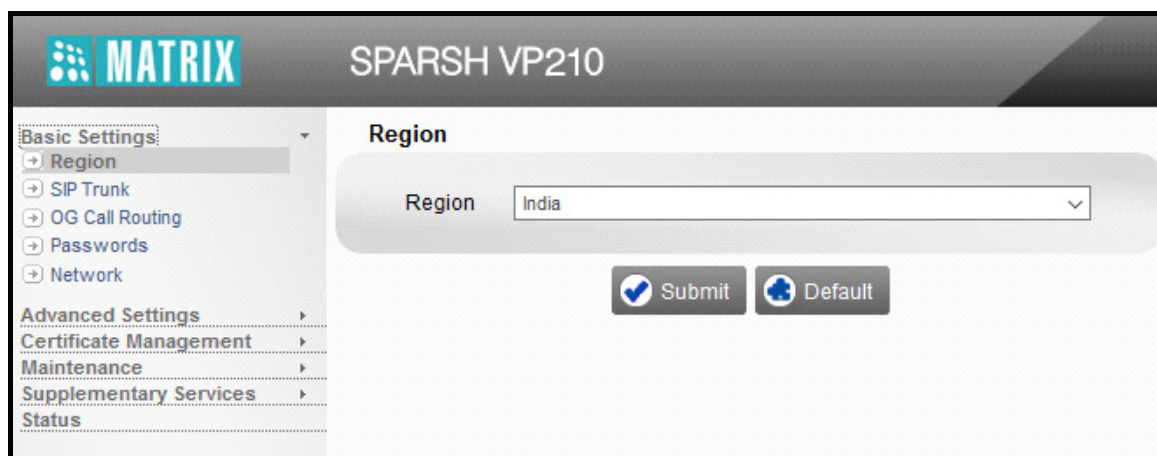 MATRIX
SPARSH VP210
Basic Settings
Region
SIP Trunk
OG Call Routing
Passwords
Network
Advanced Settings
Certificate Management
Maintenance
Supplementary Services
Status
Region
Region India
Submit Default